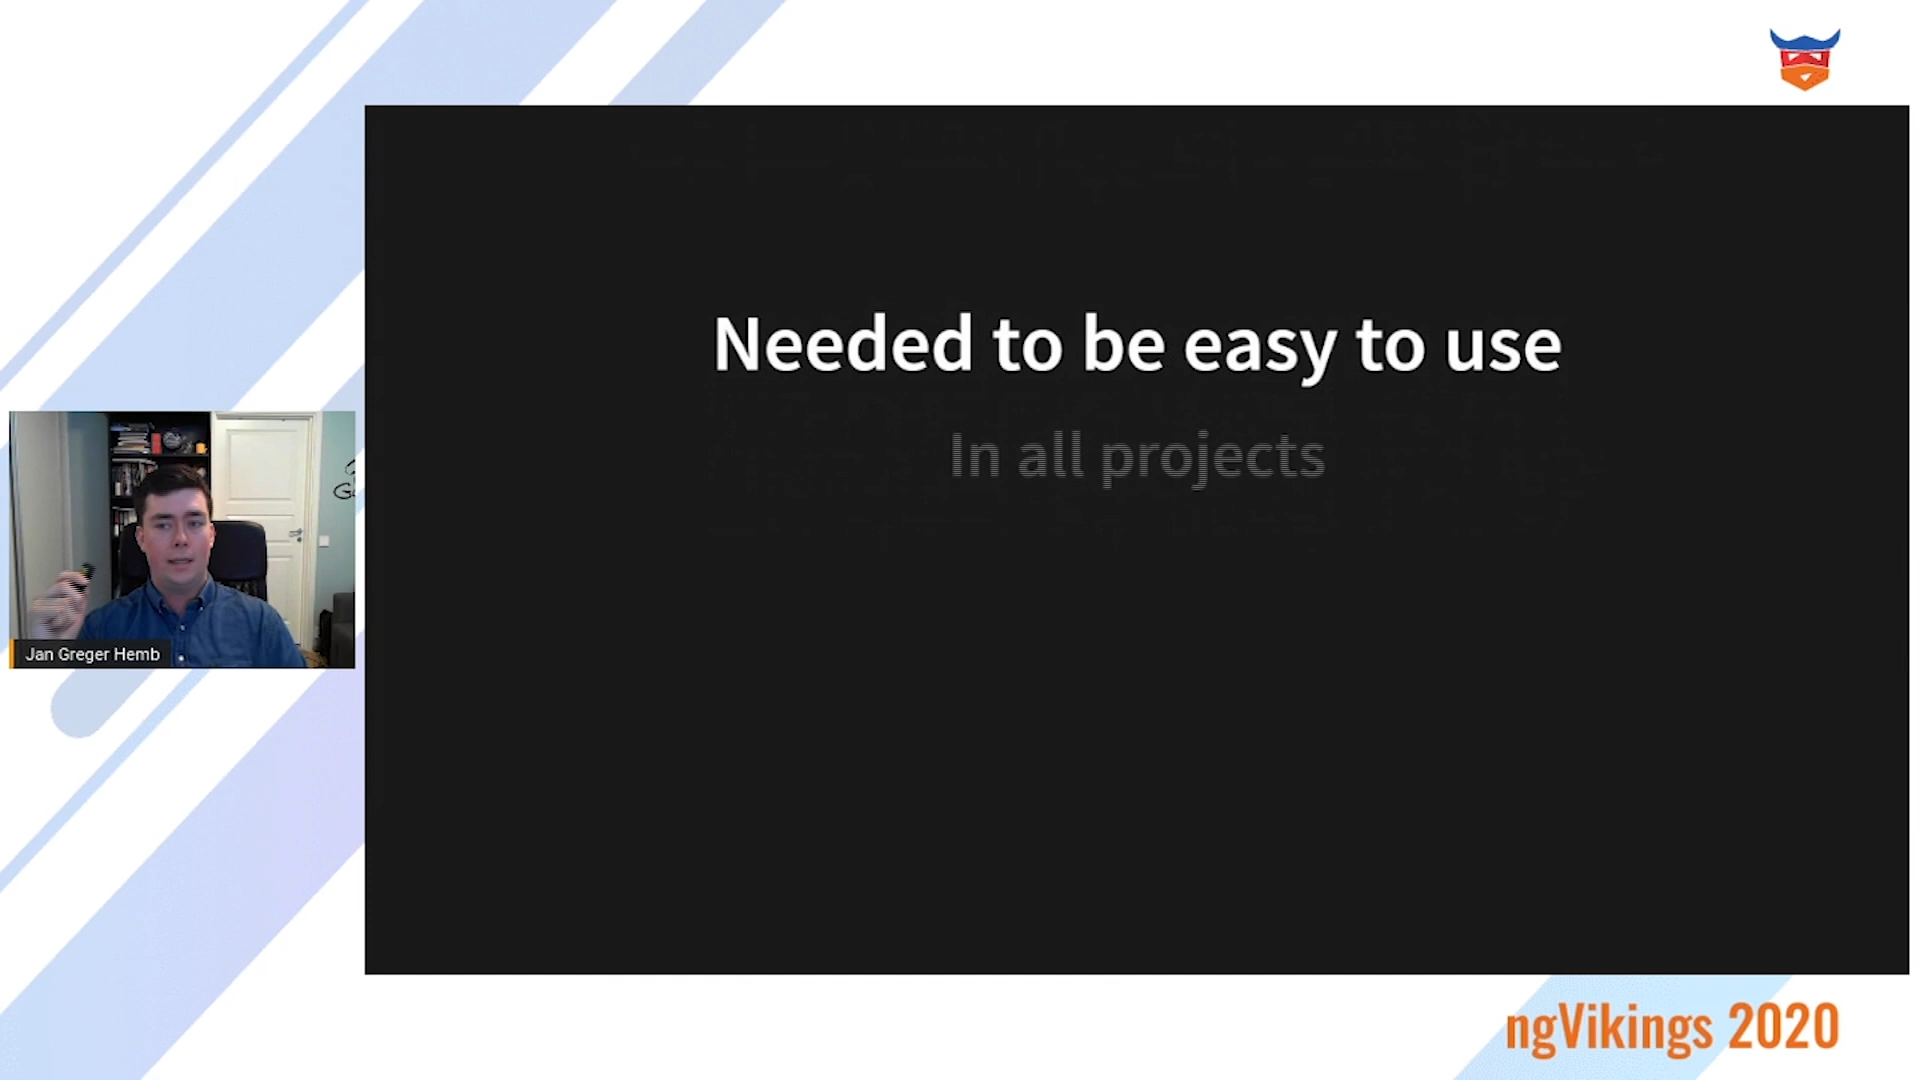 Needed to be easy to use
In all projects
Jan Greger Hemb
ngVikings 2020